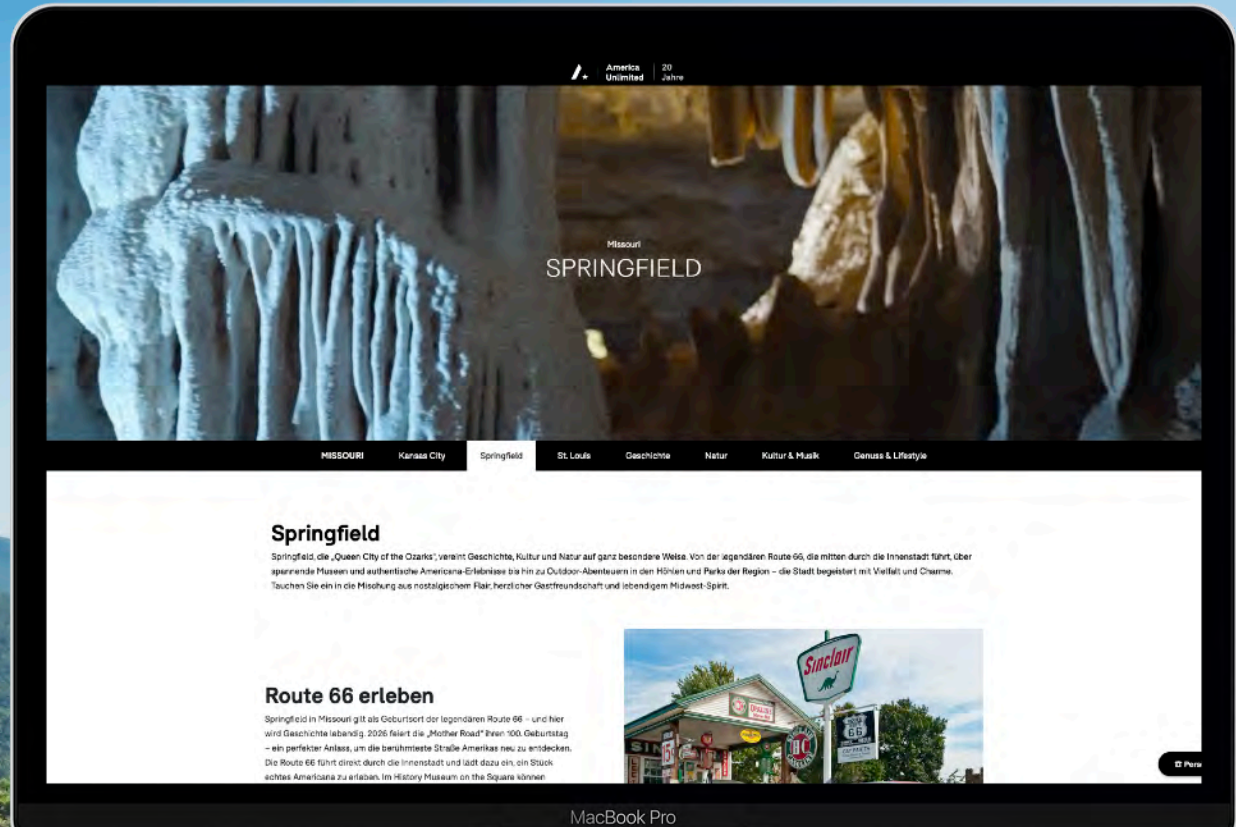 America
Unlimited
20
Jahre
Missouri
SPRINGFIELD
MISSOURI Kansas City Springfield St. Louis Geschichte Natur Kultur & Musik Genuss & Lifestyle
Springfield
Springfield, die „Queen City of the Ozarks“, vereint Geschichte, Kultur und Natur auf ganz besondere Weise. Von der legendären Route 66, die mitten durch die Innenstadt führt, über
spannende Museen und authentische Americana-Erlebnisse bis hin zu Outdoor-Abenteuern in den Höhlen und Parks der Region – die Stadt begeistert mit Vielfalt und Charme.
Tauchen Sie ein in die Mischung aus nostalgischem Flair, herzlicher Gastfreundschaft und lebendigem Midwest-Spirit.
Route 66 erleben
Springfield in Missouri gilt als Geburtsort der legendären Route 66 – und hier
wird Geschichte lebendig. 2026 feiert die „Mother Road“ ihren 100. Geburtstag
– ein perfekter Anlass, um die berühmteste Straße Amerikas neu zu entdecken.
Die Route 66 führt direkt durch die Innenstadt und lädt dazu ein, ein Stück
echtes Americana zu erleben. Im History Museum on the Square können
Sinclair
66
15
Pers
MacBook Pro